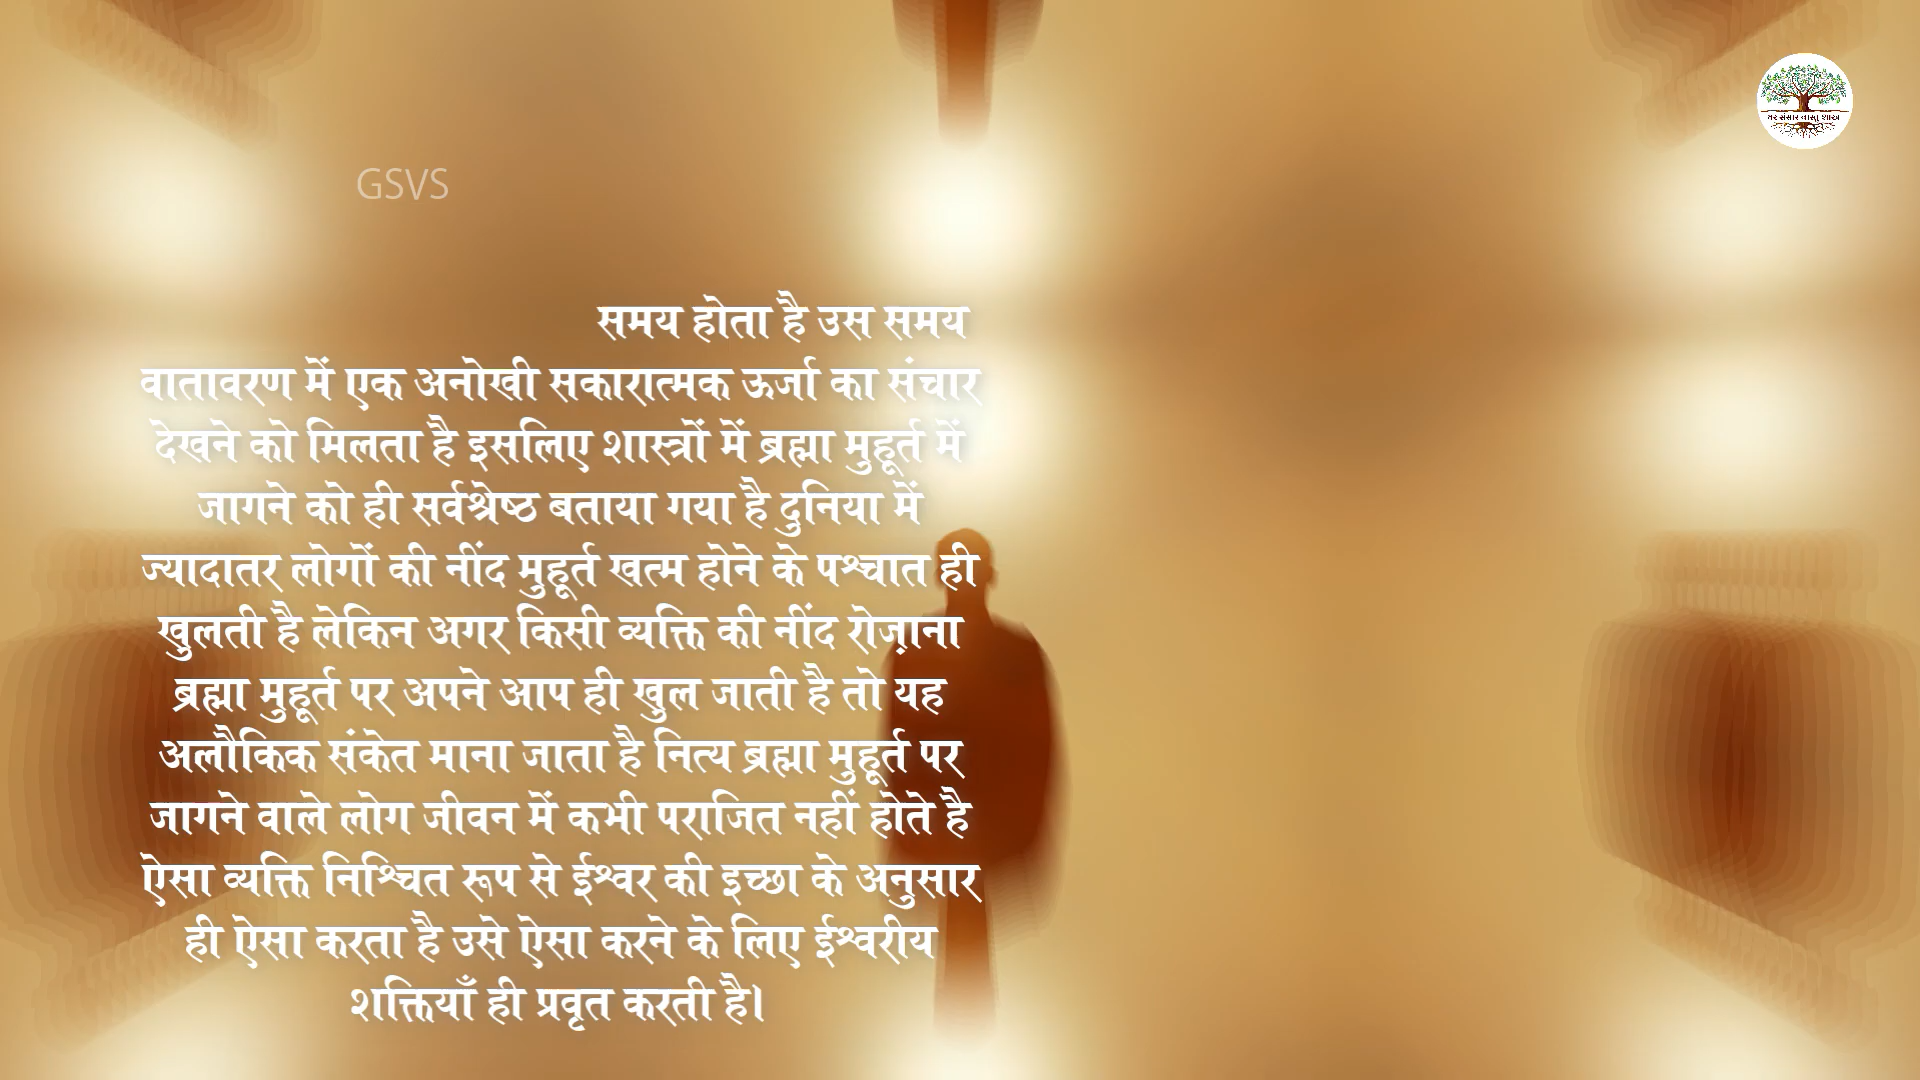 घर संसार वास्तु शास्त्र
GSVS
समय होता है उस समय
वातावरण में एक अनोखी सकारात्मक ऊर्जा का संचार
देखने को मिलता है इसलिए शास्त्रों में ब्रह्मा मुहूर्त में
जागने को ही सर्वश्रेष्ठ बताया गया है दुनिया में
ज्यादातर लोगों की नींद मुहूर्त खत्म होने के पश्चात ही
खुलती है लेकिन अगर किसी व्यक्ति की नींद रोज़ाना
ब्रह्मा मुहूर्त पर अपने आप ही खुल जाती है तो यह
अलौकिक संकेत माना जाता है नित्य ब्रह्मा मुहूर्त पर
जागने वाले लोग जीवन में कभी पराजित नहीं होते है
ऐसा व्यक्ति निश्चित रूप से ईश्वर की इच्छा के अनुसार
ही ऐसा करता है उसे ऐसा करने के लिए ईश्वरीय
शक्तियाँ ही प्रवृत करती है।